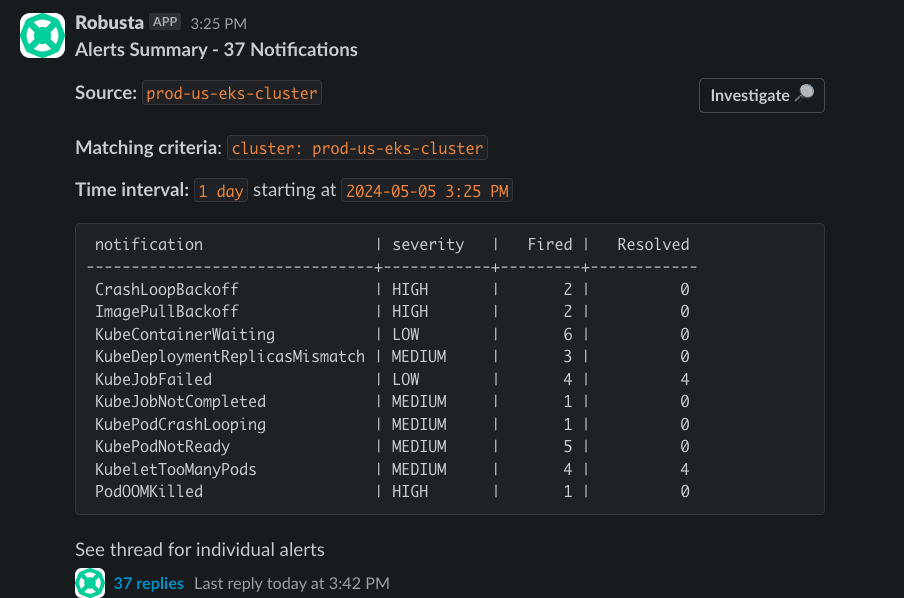 Robusta APP 3:25 PM
Alerts Summary - 37 Notifications
Source: prod-us-eks-cluster
Investigate
Matching criteria: cluster: prod-us-eks-cluster
Time interval: 1 day starting at 2024-05-05 3:25 PM
notification | severity | Fired | Resolved
--------------------------------+------------+---------+------------
CrashLoopBackoff | HIGH | 2 | 0
ImagePullBackoff | HIGH | 2 | 0
KubeContainerWaiting | LOW | 6 | 0
KubeDeploymentReplicasMismatch | MEDIUM | 3 | 0
KubeJobFailed | LOW | 4 | 4
KubeJobNotCompleted | MEDIUM | 1 | 0
KubePodCrashLooping | MEDIUM | 1 | 0
KubePodNotReady | MEDIUM | 5 | 0
KubeletTooManyPods | MEDIUM | 4 | 4
PodOOMKilled | HIGH | 1 | 0
See thread for individual alerts
37 replies Last reply today at 3:42 PM